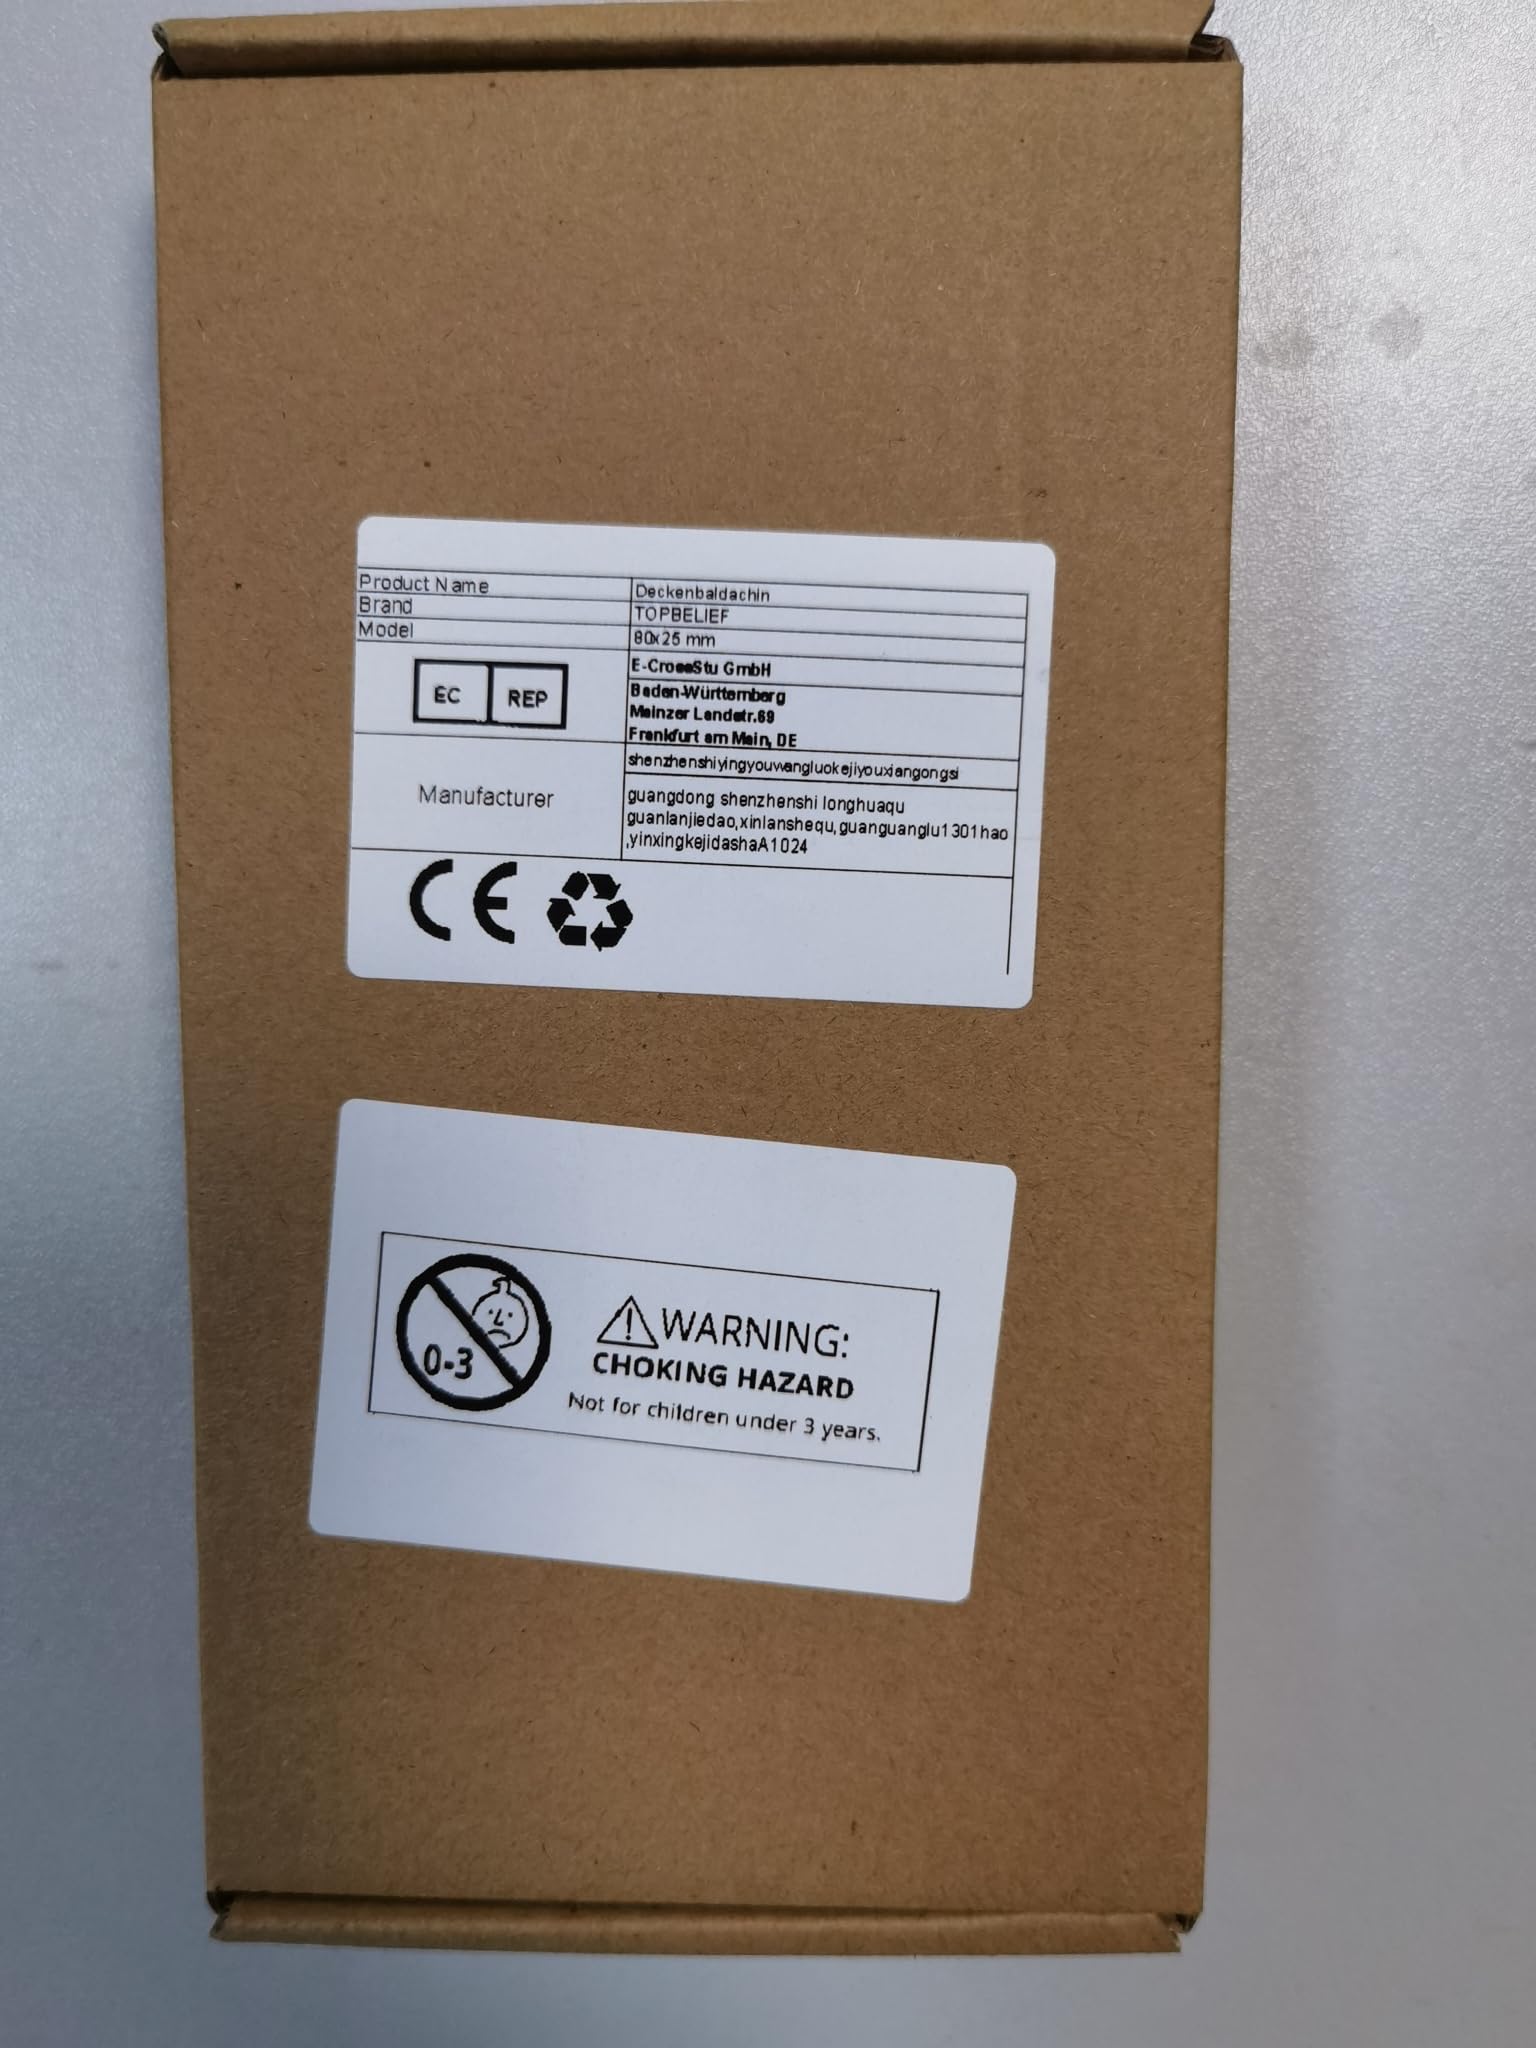 Product Name Deckenbaldachin
Brand TOPBELIEF
Model 80x25 mm
EC REP
E-CrossStu GmbH
Baden-Württemberg
Mainzer Landstr.69
Frankfurt am Main, DE
Manufacturer
shenzhenshiyingyouwangluokejiyouxiangongsi
guangdong shenzhenshi longhuaqu
guanlanjiedao,xinlanshequ,guanguanglu1301hao
,yinxingkejidashaA1024
CE
0-3
WARNING:
CHOKING HAZARD
Not for children under 3 years.